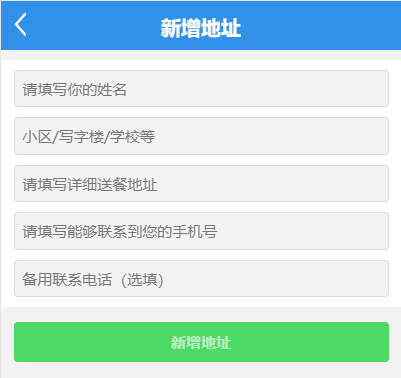 新增地址
请填写你的姓名
小区/写字楼/学校等
请填写详细送餐地址
请填写能够联系到您的手机号
备用联系电话（选填）
新增地址